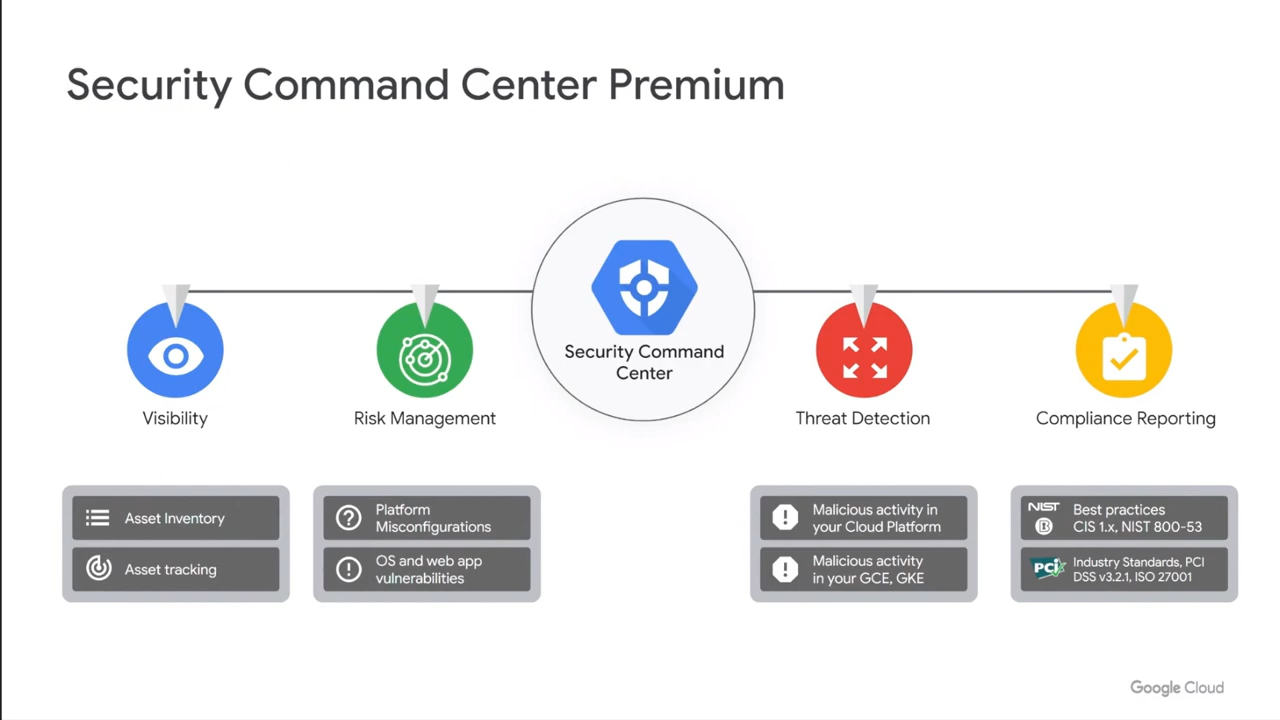 Security Command Center Premium
Security Command
Center
Visibility
Risk Management
Threat Detection
Compliance Reporting
Asset Inventory
Asset tracking
Platform
Misconfigurations
OS and web app
vulnerabilities
Malicious activity in
your Cloud Platform
Malicious activity
in your GCE, GKE
NIST
B
Best practices
CIS 1.x, NIST 800-53
PCI
Industry Standards, PCI
DSS v3.2.1, ISO 27001
Google Cloud